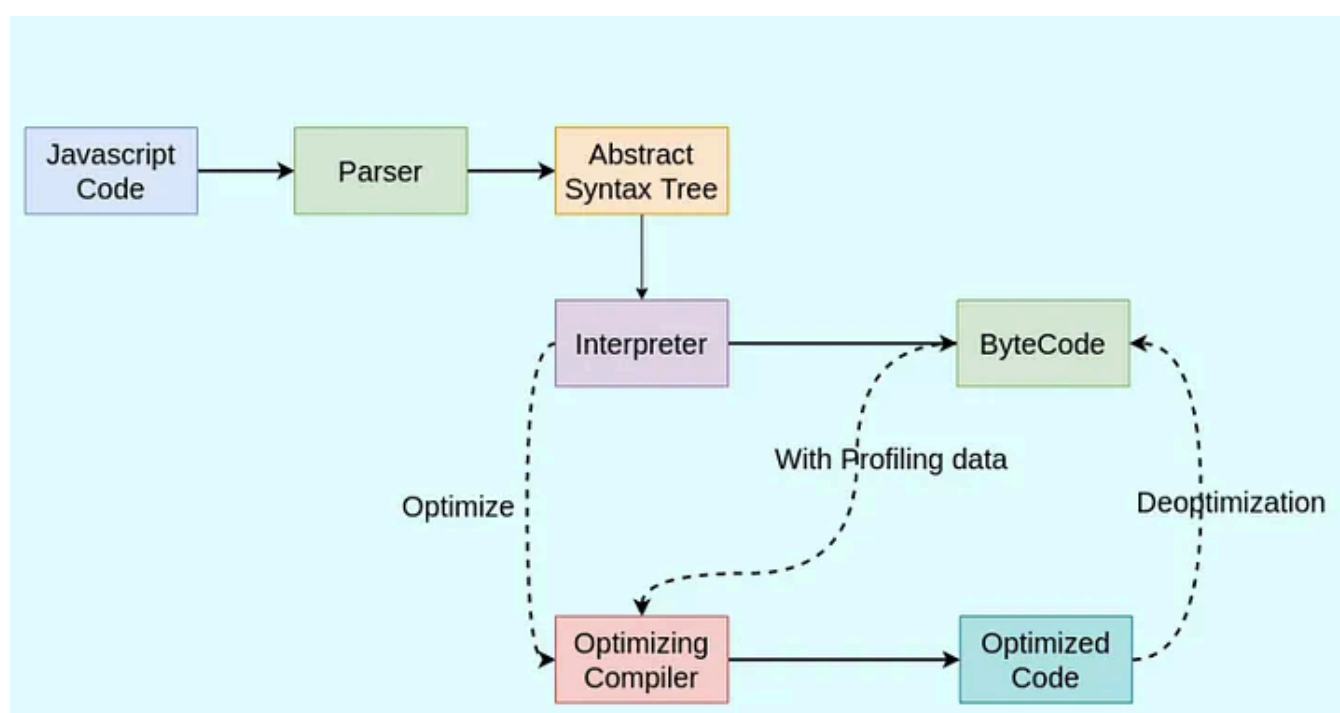 Javascript
Code
Parser
Abstract
Syntax Tree
Interpreter
ByteCode
With Profiling data
Optimize
Deoptimization
Optimizing
Compiler
Optimized
Code